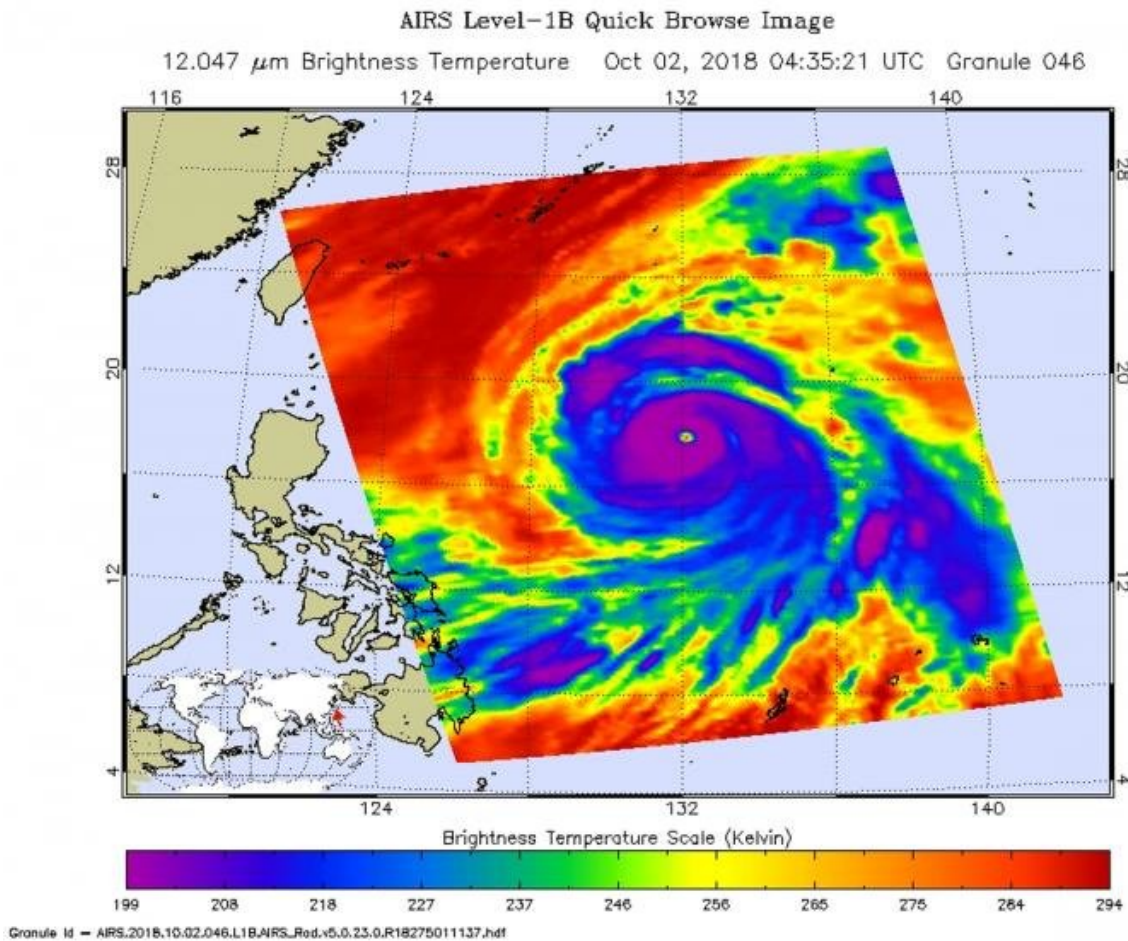 AIRS Level-1B Quick Browse Image
12.047 μm Brightness Temperature Oct 02, 2018 04:35:21 UTC Granule 046
116 124 132 140
28 28
20 20
12 12
4 4
124 132 140
Brightness Temperature Scale (Kelvin)
199 208 218 227 237 246 256 265 275 284 294
Granule Id = AIRS.2018.10.02.046.L1B.AIRS_Rad.v5.0.23.0.R18275011137.hdf